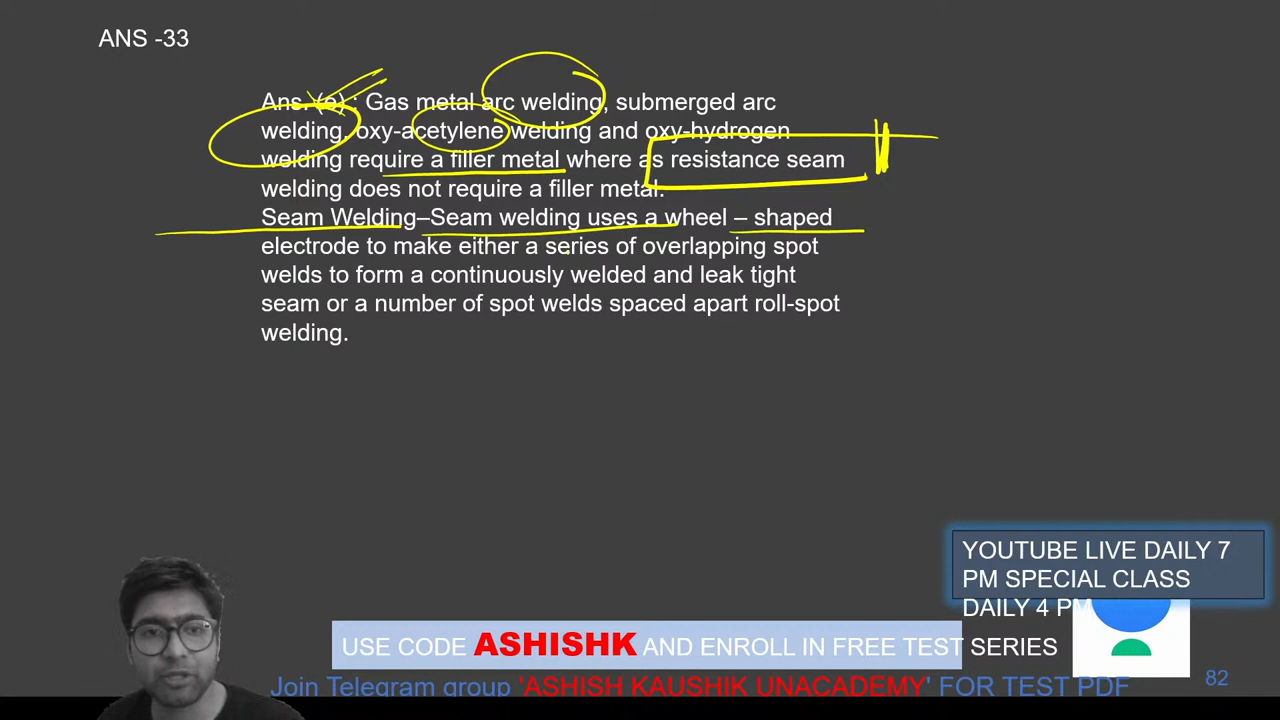 ANS -33
Ans. (e) : Gas metal arc welding, submerged arc
welding, oxy-acetylene welding and oxy-hydrogen
welding require a filler metal where as resistance seam
welding does not require a filler metal.
Seam Welding–Seam welding uses a wheel – shaped
electrode to make either a series of overlapping spot
welds to form a continuously welded and leak tight
seam or a number of spot welds spaced apart roll-spot
welding.
YOUTUBE LIVE DAILY 7
PM SPECIAL CLASS
DAILY 4 PM
USE CODE ASHISHK AND ENROLL IN FREE TEST SERIES
Join Telegram group 'ASHISH KAUSHIK UNACADEMY' FOR TEST PDF
82